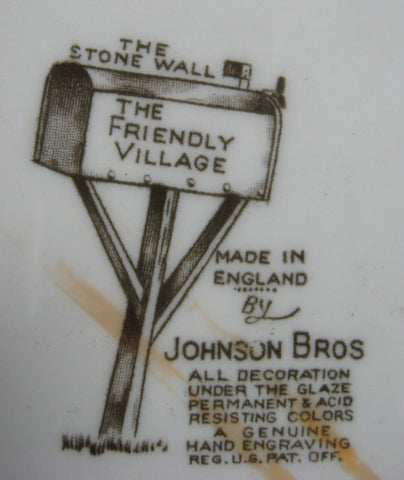 THE
STONE WALL
THE
FRIENDLY
VILLAGE
MADE IN
ENGLAND
By
JOHNSON BROS
ALL DECORATION
UNDER THE GLAZE
PERMANENT & ACID
RESISTING COLORS
A GENUINE
HAND ENGRAVING
REG. U.S. PAT. OFF.